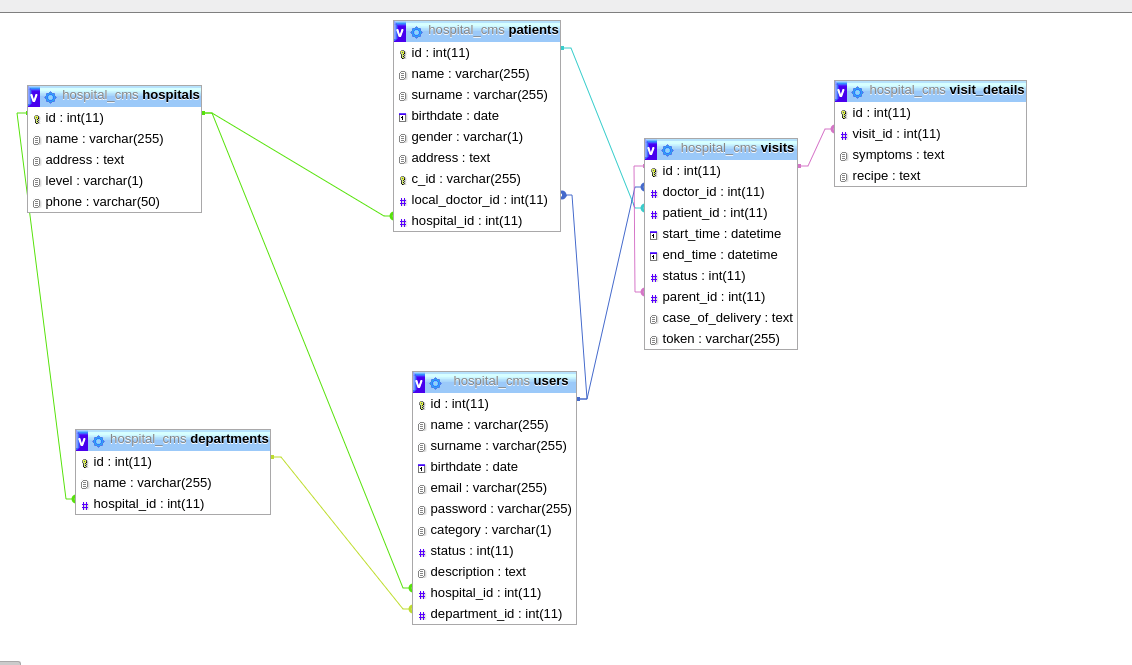 hospital_cms patients
id : int(11)
name : varchar(255)
surname : varchar(255)
birthdate : date
gender : varchar(1)
address : text
c_id : varchar(255)
local_doctor_id : int(11)
hospital_id : int(11)
v hospital_cms hospitals
id : int(11)
name : varchar(255)
address : text
level : varchar(1)
phone : varchar(50)
v hospital_cms visit_details
id : int(11)
visit_id : int(11)
symptoms : text
recipe : text
v hospital_cms visits
id : int(11)
doctor_id : int(11)
patient_id : int(11)
start_time : datetime
end_time : datetime
status : int(11)
parent_id : int(11)
case_of_delivery : text
token : varchar(255)
v hospital_cms users
id : int(11)
name : varchar(255)
surname : varchar(255)
birthdate : date
email : varchar(255)
password : varchar(255)
category : varchar(1)
status : int(11)
description : text
hospital_id : int(11)
department_id : int(11)
v hospital_cms departments
id : int(11)
name : varchar(255)
hospital_id : int(11)